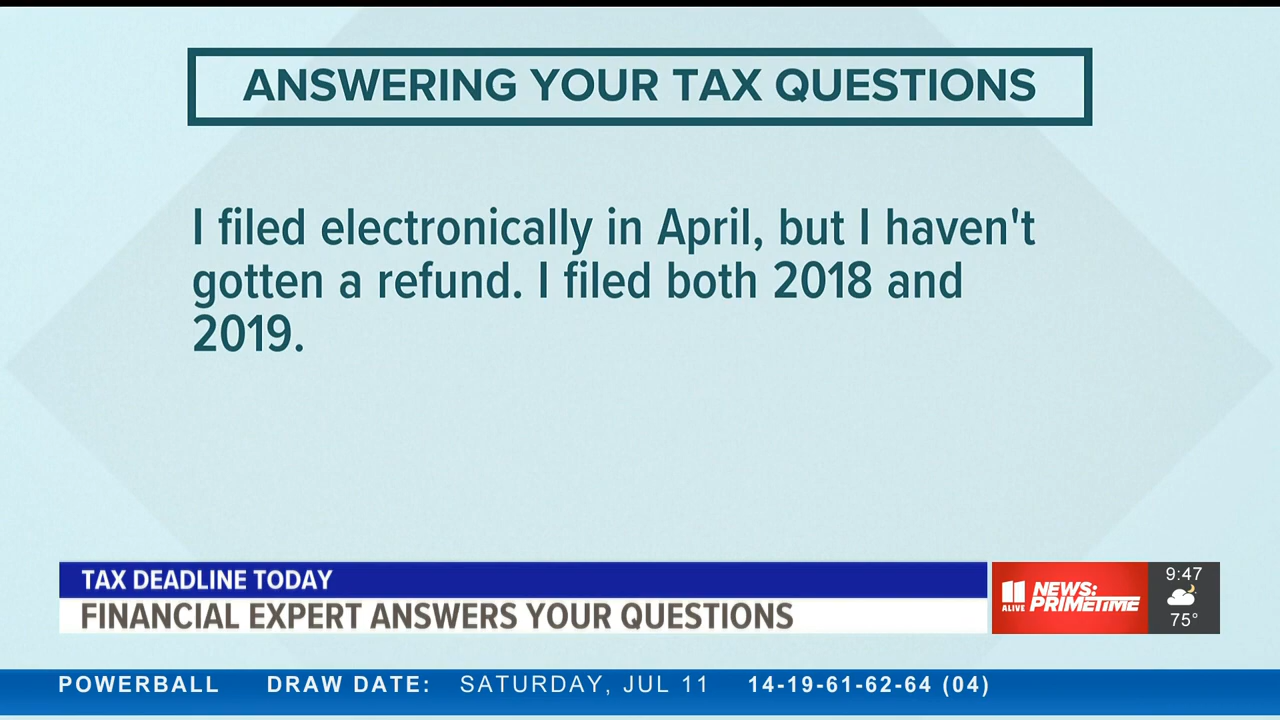 ANSWERING YOUR TAX QUESTIONS
I filed electronically in April, but I haven't
gotten a refund. I filed both 2018 and
2019.
TAX DEADLINE TODAY
FINANCIAL EXPERT ANSWERS YOUR QUESTIONS
11 ALIVE NEWS: PRIMETIME
9:47
75°
POWERBALL DRAW DATE: SATURDAY, JUL 11 14-19-61-62-64 (04)